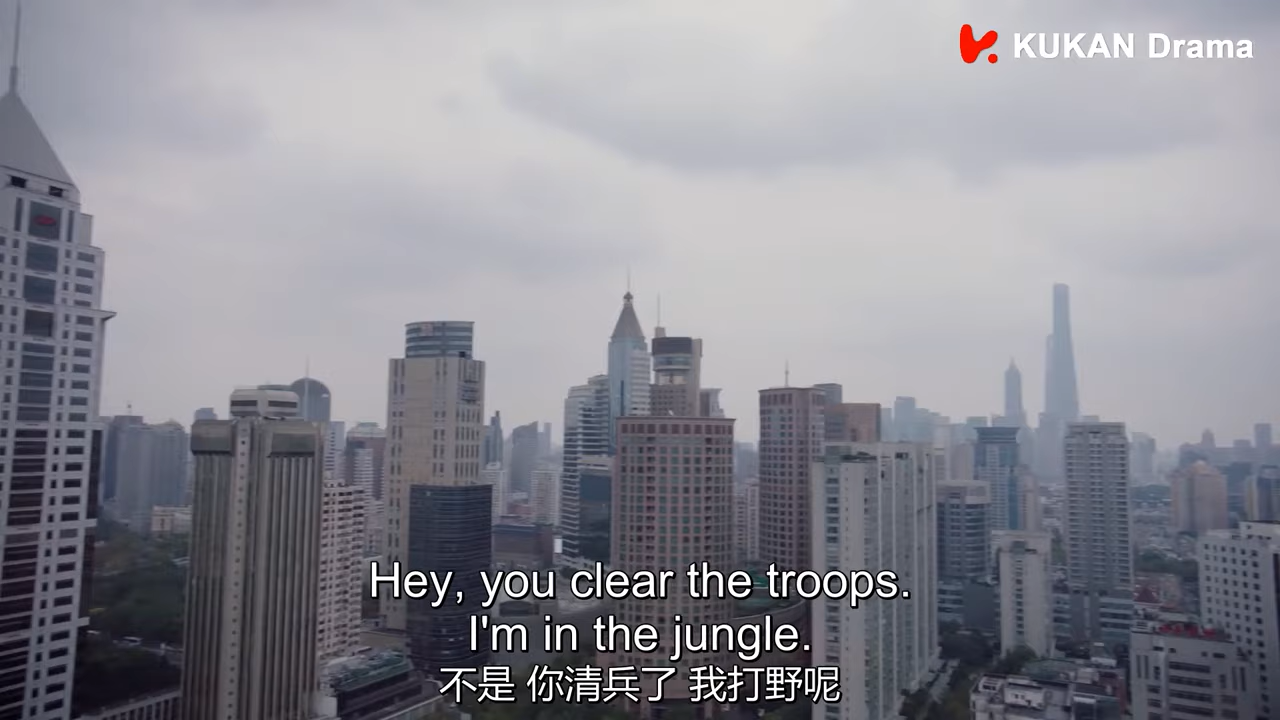 KUKAN Drama
Hey, you clear the troops.
I'm in the jungle.
不是 你清兵了 我打野呢